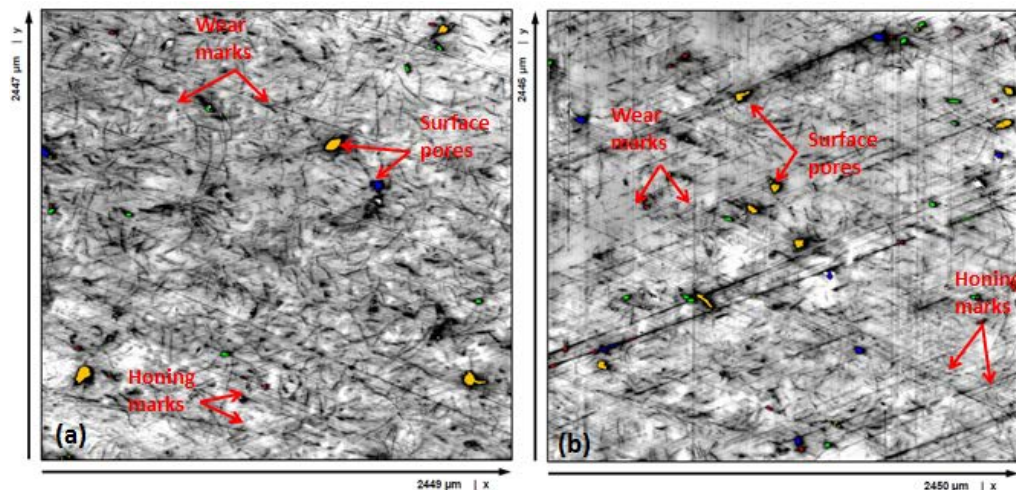 2447 µm | y
Wear
marks
Surface
pores
Honing
marks
(a)
2449 µm | x
2446 µm | y
Wear
marks
Surface
pores
Honing
marks
(b)
2450 µm | x